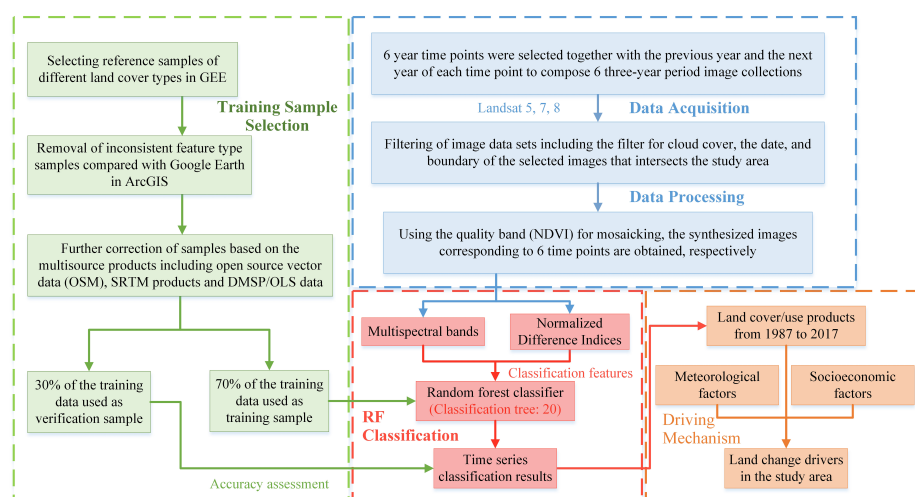 Selecting reference samples of
different land cover types in GEE
Training Sample
Selection
Removal of inconsistent feature type
samples compared with Google Earth
in ArcGIS
Further correction of samples based on the
multisource products including open source vector
data (OSM), SRTM products and DMSP/OLS data
30% of the training
data used as
verification sample
70% of the training
data used as
training sample
Accuracy assessment
6 year time points were selected together with the previous year and the next
year of each time point to compose 6 three-year period image collections
Landsat 5, 7, 8
Data Acquisition
Filtering of image data sets including the filter for cloud cover, the date, and
boundary of the selected images that intersects the study area
Data Processing
Using the quality band (NDVI) for mosaicking, the synthesized images
corresponding to 6 time points are obtained, respectively
Multispectral bands
Normalized
Difference Indices
Classification features
Random forest classifier
(Classification tree: 20)
RF
Classification
Time series
classification results
Land cover/use products
from 1987 to 2017
Meteorological
factors
Socioeconomic
factors
Driving
Mechanism
Land change drivers
in the study area